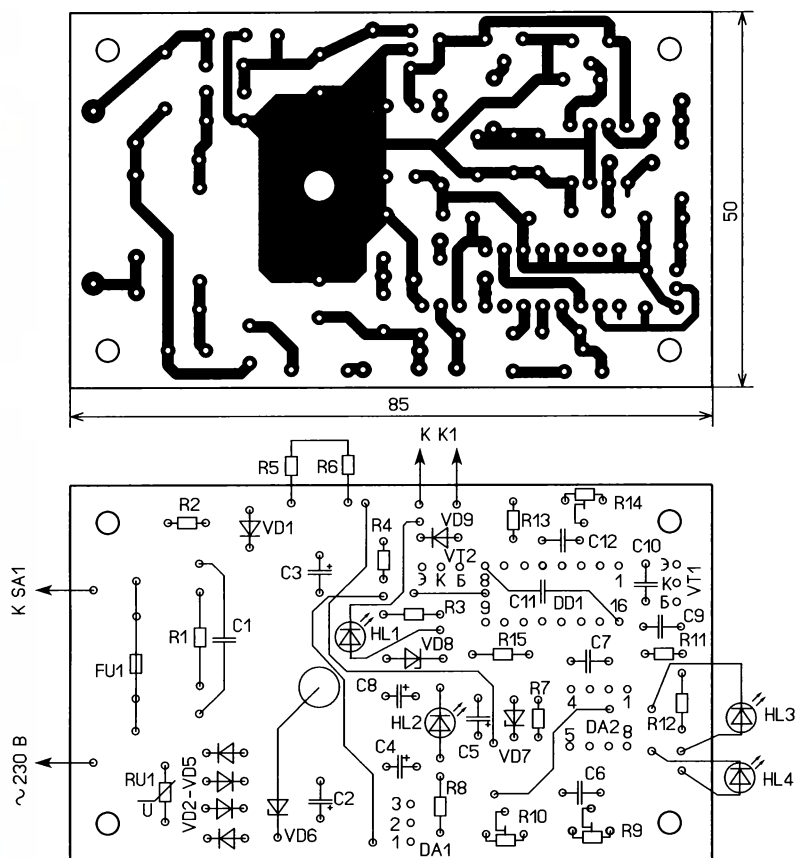 50
85
К К1
R5
R6
R14
R2
VD1
R4
VD9
R13
C12
VT2
C10
Э
C3
Э К Б
8
1
К
VT1
К SA1
Б
C11
DD1
9
16
R3
C9
R1
C1
HL1
VD8
R15
C7
R11
FU1
C8
R7
4
1
HL2
C5
R12
HL3
DA2
5
8
VD7
C4
~ 230 В
HL4
RU1
VD2-VD5
C6
U
R8
C2
3
2
VD6
R10
R9
1
DA1